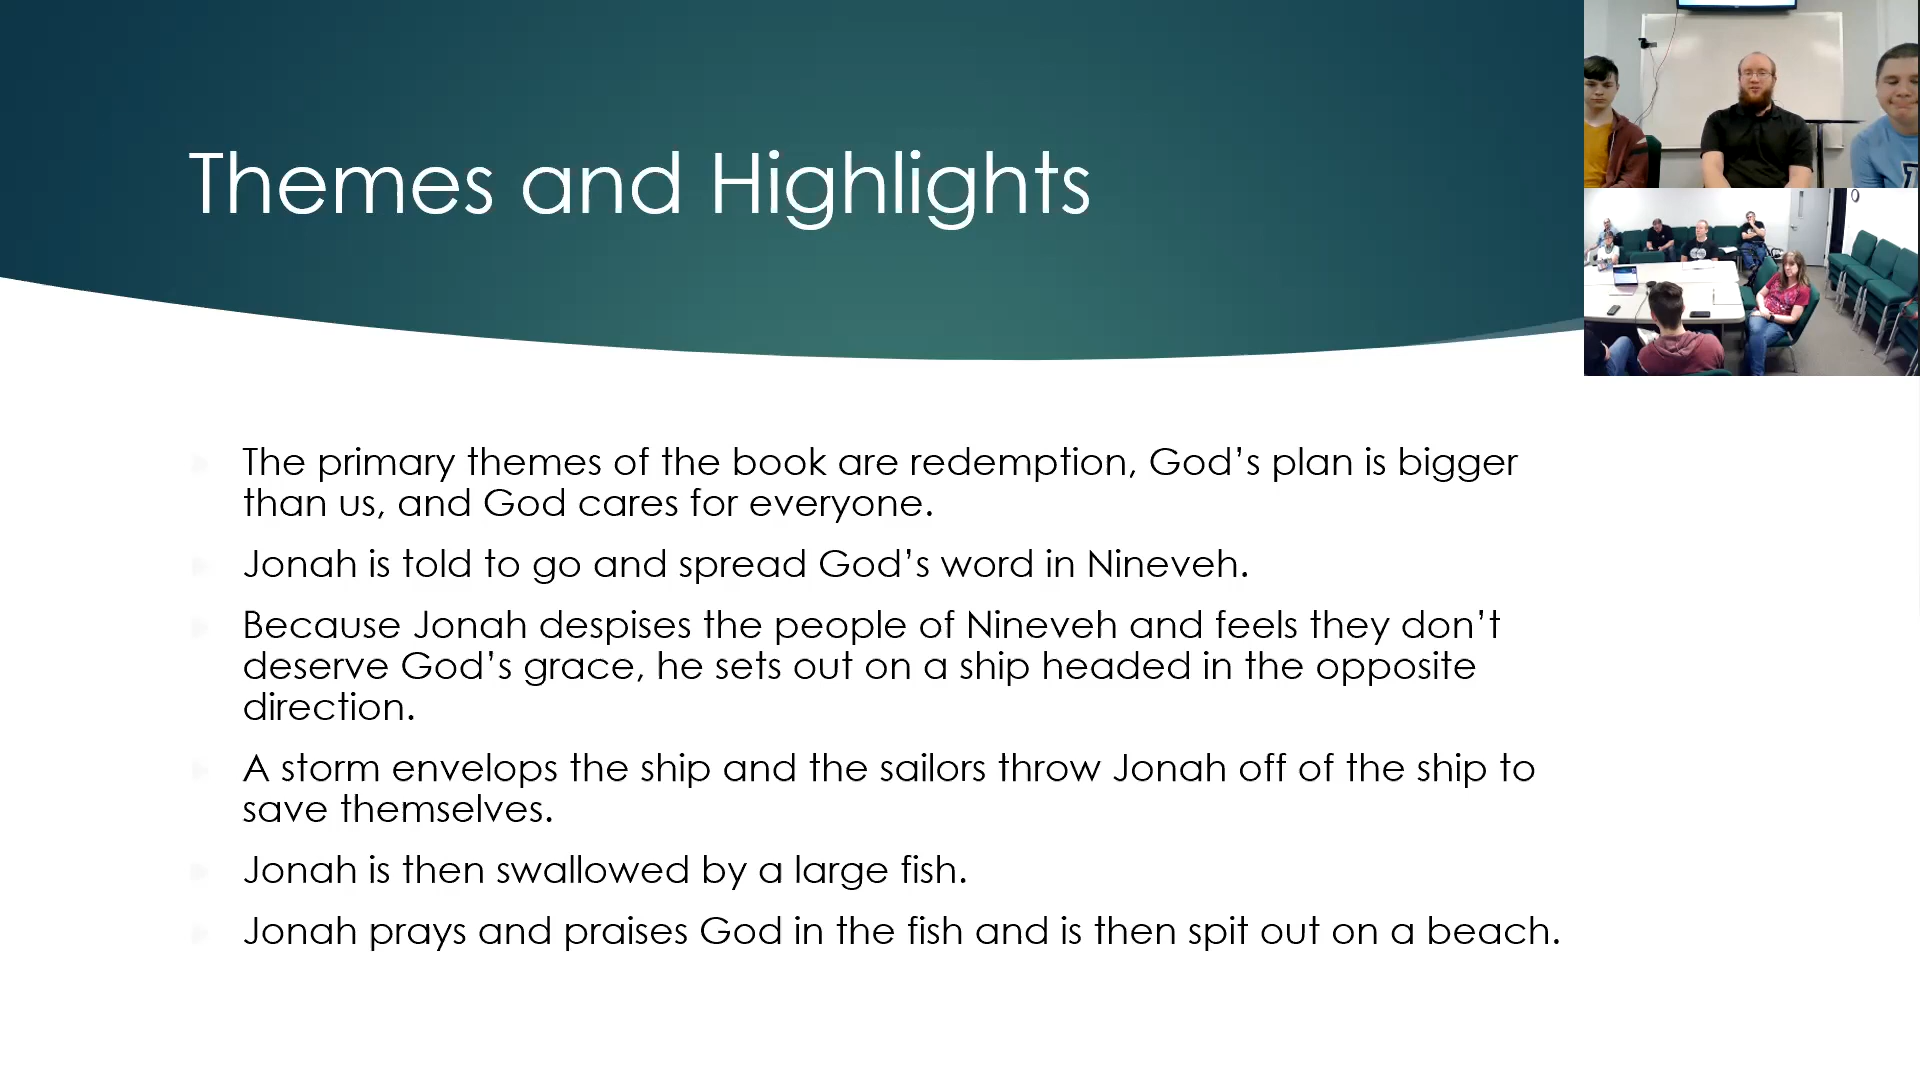 Themes and Highlights
The primary themes of the book are redemption, God’s plan is bigger
than us, and God cares for everyone.
Jonah is told to go and spread God’s word in Nineveh.
Because Jonah despises the people of Nineveh and feels they don’t
deserve God’s grace, he sets out on a ship headed in the opposite
direction.
A storm envelops the ship and the sailors throw Jonah off of the ship to
save themselves.
Jonah is then swallowed by a large fish.
Jonah prays and praises God in the fish and is then spit out on a beach.